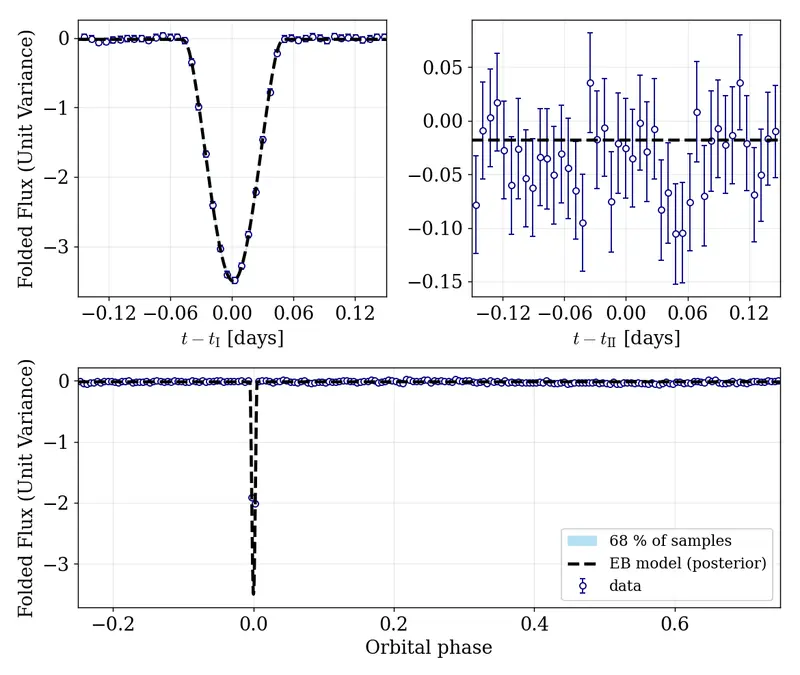 Folded Flux (Unit Variance)
0
−1
−2
−3
−0.12 −0.06 0.00 0.06 0.12
t − t_I [days]
0.05
0.00
−0.05
−0.10
−0.15
−0.12 −0.06 0.00 0.06 0.12
t − t_II [days]
Folded Flux (Unit Variance)
0
−1
−2
−3
68 % of samples
EB model (posterior)
data
−0.2 0.0 0.2 0.4 0.6
Orbital phase